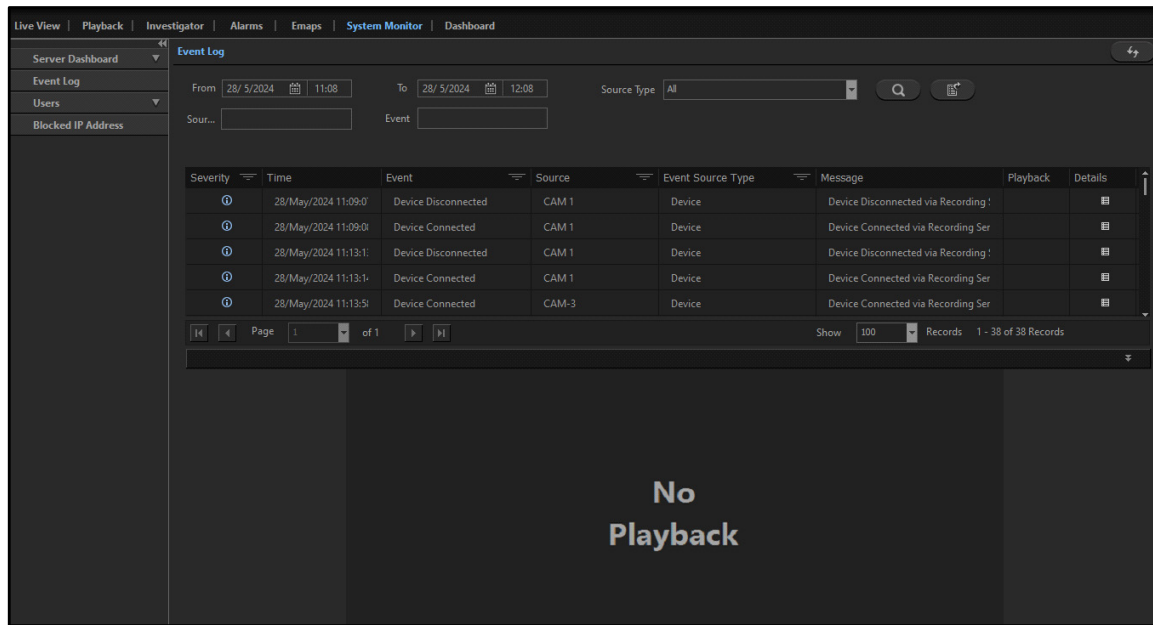 Live View | Playback | Investigator | Alarms | Emaps | System Monitor | Dashboard
Server Dashboard
Event Log
Users
Blocked IP Address
Event Log
From 28/ 5/2024 11:08 To 28/ 5/2024 12:08 Source Type All
Sour... Event
Severity Time Event Source Event Source Type Message Playback Details
28/May/2024 11:09:0 Device Disconnected CAM 1 Device Device Disconnected via Recording
28/May/2024 11:09:0 Device Connected CAM 1 Device Device Connected via Recording Ser
28/May/2024 11:13:1 Device Disconnected CAM 1 Device Device Disconnected via Recording
28/May/2024 11:13:1 Device Connected CAM 1 Device Device Connected via Recording Ser
28/May/2024 11:13:5 Device Connected CAM-3 Device Device Connected via Recording Ser
Page 1 of 1 Show 100 Records 1 - 38 of 38 Records
No
Playback